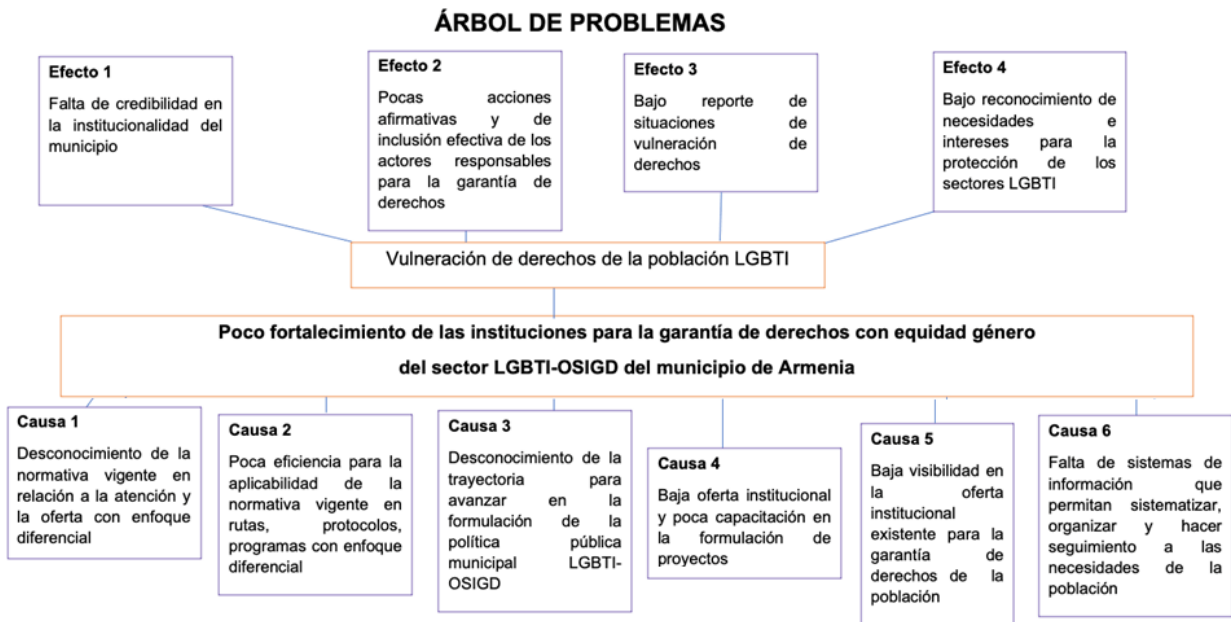 ÁRBOL DE PROBLEMAS
Efecto 1
Falta de credibilidad en
la institucionalidad del
municipio
Efecto 2
Pocas acciones
afirmativas y de
inclusión efectiva de los
actores responsables
para la garantía de
derechos
Efecto 3
Bajo reporte de
situaciones de
vulneración de
derechos
Efecto 4
Bajo reconocimiento de
necesidades e
intereses para la
protección de los
sectores LGBTI
Vulneración de derechos de la población LGBTI
Poco fortalecimiento de las instituciones para la garantía de derechos con equidad género
del sector LGBTI-OSIGD del municipio de Armenia
Causa 1
Desconocimiento de la
normativa vigente en
relación a la atención y
la oferta con enfoque
diferencial
Causa 2
Poca eficiencia para la
aplicabilidad de la
normativa vigente en
rutas, protocolos,
programas con enfoque
diferencial
Causa 3
Desconocimiento de la
trayectoria para
avanzar en la
formulación de la
política pública
municipal LGBTI-
OSIGD
Causa 4
Baja oferta institucional
y poca capacitación en
la formulación de
proyectos
Causa 5
Baja visibilidad en
la oferta
institucional
existente para la
garantía de
derechos de la
población
Causa 6
Falta de sistemas de
información que
permitan sistematizar,
organizar y hacer
seguimiento a las
necesidades de la
población